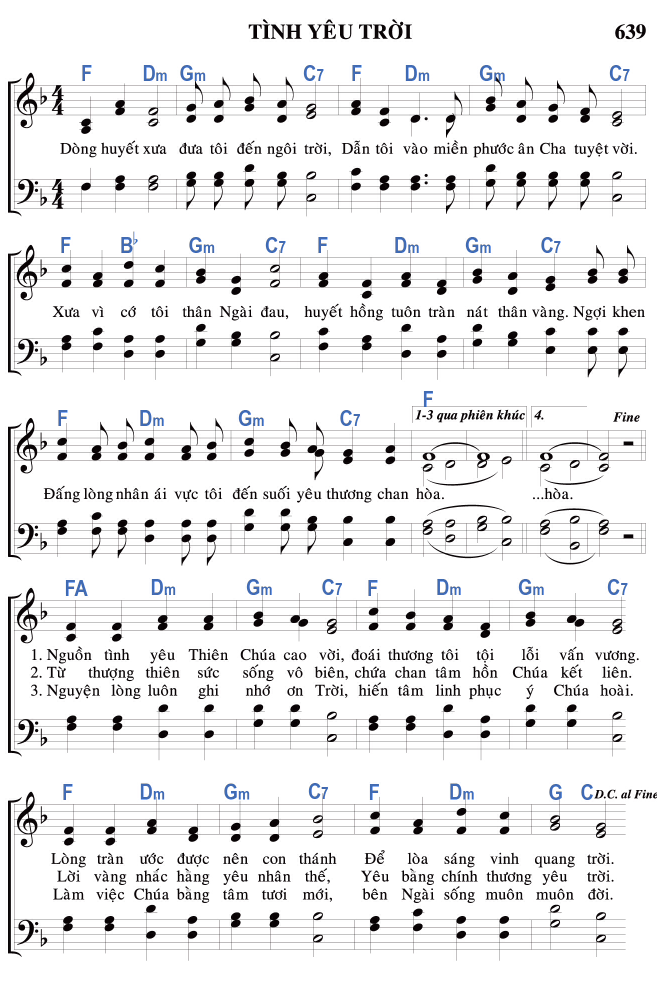 TÌNH YÊU TRỜI 639
F Dm Gm C7 F Dm Gm C7
4 4
Dòng huyết xưa đưa tôi đến ngôi trời, Dẫn tôi vào miền phước ân Cha tuyệt vời.
4 4
F B♭ Gm C7 F Dm Gm C7
Xưa vì cớ tôi thân Ngài đau, huyết hồng tuôn tràn nát thân vàng. Ngợi khen
F Dm Gm C7 F
1-3 qua phiên khúc 4. Fine
Đấng lòng nhân ái vực tôi đến suối yêu thương chan hòa. ...hòa.
FA Dm Gm C7 F Dm Gm C7
1. Nguồn tình yêu Thiên Chúa cao vời, đoái thương tôi tội lỗi vấn vương.
2. Từ thượng thiên sức sống vô biên, chứa chan tâm hồn Chúa kết liên.
3. Nguyện lòng luôn ghi nhớ ơn Trời, hiến tâm linh phục ý Chúa hoài.
F Dm Gm C7 F Dm G C D.C. al Fine
Lòng tràn ước được nên con thánh Để lòa sáng vinh quang trời.
Lời vàng nhắc hằng yêu nhân thế, Yêu bằng chính thương yêu trời.
Làm việc Chúa bằng tâm tươi mới, bên Ngài sống muôn muôn đời.